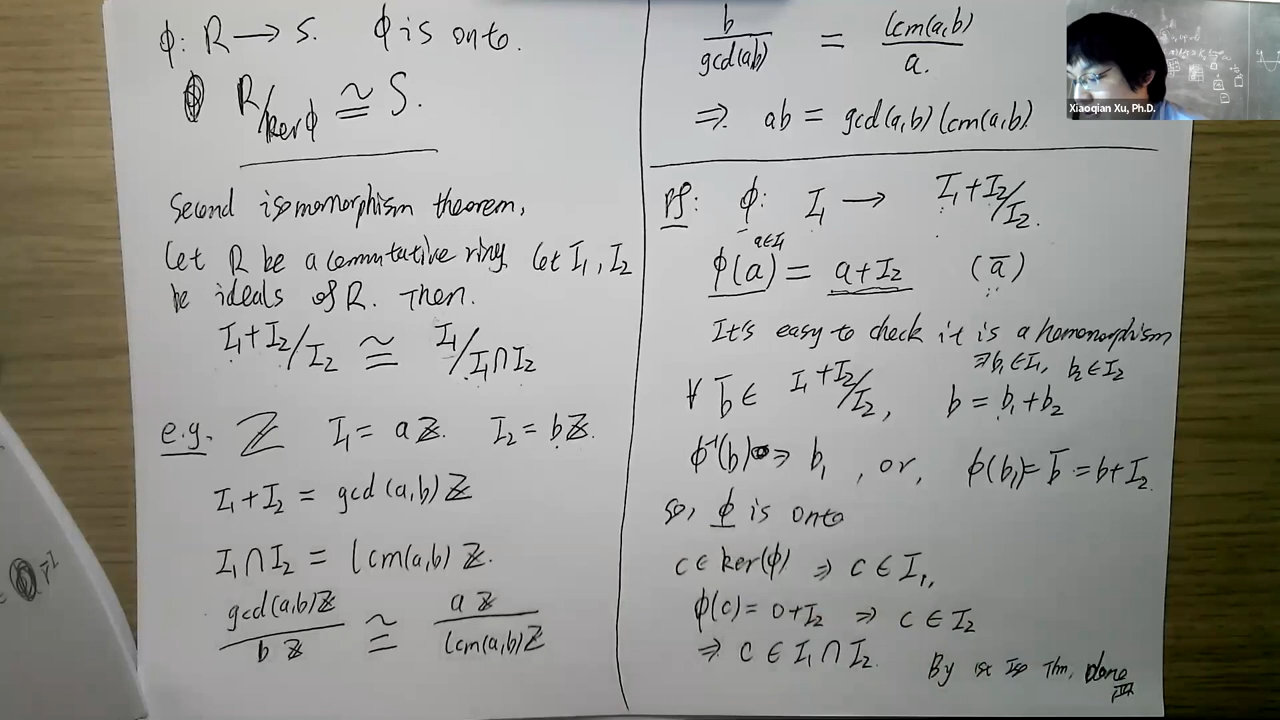 ϕ: R → S. ϕ is onto.
R/kerϕ ≅ S.
Second isomomorphism theorem,
Let R be a commutative ring. Let I₁, I₂
be ideals of R. Then.
I₁+I₂/I₂ ≅ I₁/I₁∩I₂
e.g. ℤ I₁ = aℤ. I₂ = bℤ.
I₁+I₂ = gcd(a,b)ℤ
I₁∩I₂ = lcm(a,b)ℤ.
gcd(a,b)ℤ/bℤ ≅ aℤ/lcm(a,b)ℤ
b/gcd(ab) = lcm(a,b)/a.
⇒ ab = gcd(a,b) lcm(a,b)
Pf: ϕ: I₁ → I₁+I₂/I₂.
a∈I₁
ϕ(a) = a+I₂ (ā)
It's easy to check it is a homomorphism
∃b₁∈I₁, b₂∈I₂
∀ b̄ ∈ I₁+I₂/I₂, b = b₁+b₂
ϕ⁻¹(b) ⇒ b₁, or, ϕ(b₁)= b̄ = b+I₂.
so, ϕ is onto
c∈ker(ϕ) ⇒ c∈I₁,
ϕ(c) = 0+I₂ ⇒ c∈I₂
⇒ c∈I₁∩I₂. By 1st Iso Thm, done
Xiaoqian Xu, Ph.D.